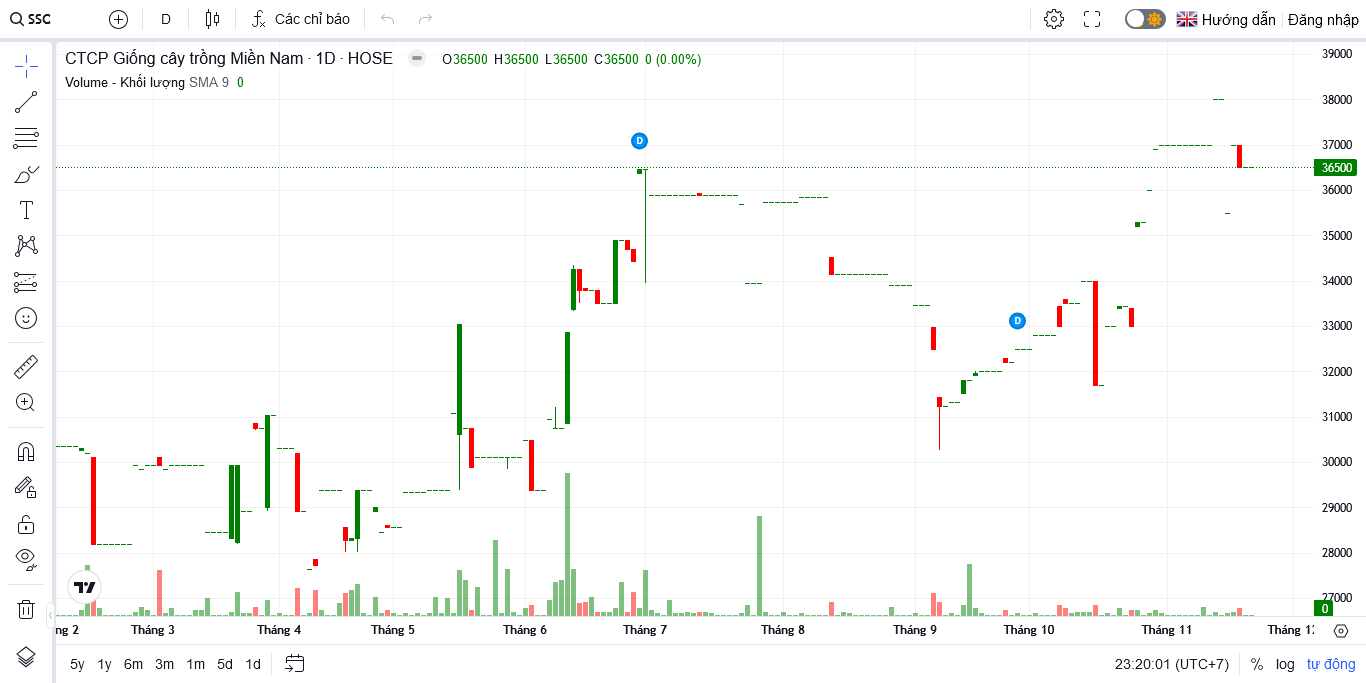 SSC D Các chỉ báo Hướng dẫn Đăng nhập
CTCP Giống cây trồng Miền Nam · 1D · HOSE O36500 H36500 L36500 C36500 0 (0.00%)
Volume - Khối lượng SMA 9 0
39000
38000
37000
36500
36000
35000
34000
33000
32000
31000
30000
29000
28000
27000
0
D
D
T
ng 2 Tháng 3 Tháng 4 Tháng 5 Tháng 6 Tháng 7 Tháng 8 Tháng 9 Tháng 10 Tháng 11 Tháng 1
5y 1y 6m 3m 1m 5d 1d 23:20:01 (UTC+7) % log tự động